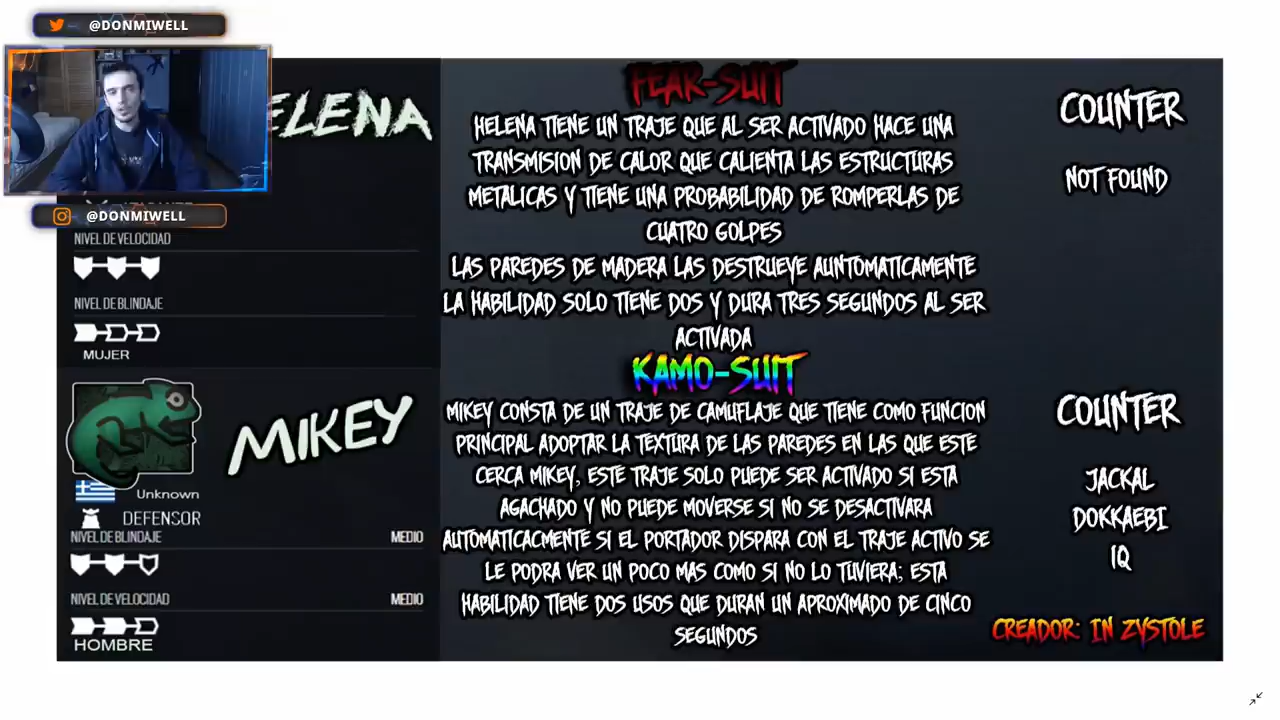 @DONMIWELL
@DONMIWELL
ELENA
NIVEL DE VELOCIDAD
NIVEL DE BLINDAJE
MUJER
FEAR-SUIT
HELENA TIENE UN TRAJE QUE AL SER ACTIVADO HACE UNA
TRANSMISION DE CALOR QUE CALIENTA LAS ESTRUCTURAS
METALICAS Y TIENE UNA PROBABILIDAD DE ROMPERLAS DE
CUATRO GOLPES
LAS PAREDES DE MADERA LAS DESTRUEYE AUNTOMATICAMENTE
LA HABILIDAD SOLO TIENE DOS Y DURA TRES SEGUNDOS AL SER
ACTIVADA
COUNTER
NOT FOUND
MIKEY
Unknown
DEFENSOR
NIVEL DE BLINDAJE MEDIO
NIVEL DE VELOCIDAD MEDIO
HOMBRE
KAMO-SUIT
MIKEY CONSTA DE UN TRAJE DE CAMUFLAJE QUE TIENE COMO FUNCION
PRINCIPAL ADOPTAR LA TEXTURA DE LAS PAREDES EN LAS QUE ESTE
CERCA MIKEY, ESTE TRAJE SOLO PUEDE SER ACTIVADO SI ESTA
AGACHADO Y NO PUEDE MOVERSE SI NO SE DESACTIVARA
AUTOMATICACMENTE SI EL PORTADOR DISPARA CON EL TRAJE ACTIVO SE
LE PODRA VER UN POCO MAS COMO SI NO LO TUVIERA; ESTA
HABILIDAD TIENE DOS USOS QUE DURAN UN APROXIMADO DE CINCO
SEGUNDOS
COUNTER
JACKAL
DOKKAEBI
IQ
CREADOR: IN ZYSTOLE